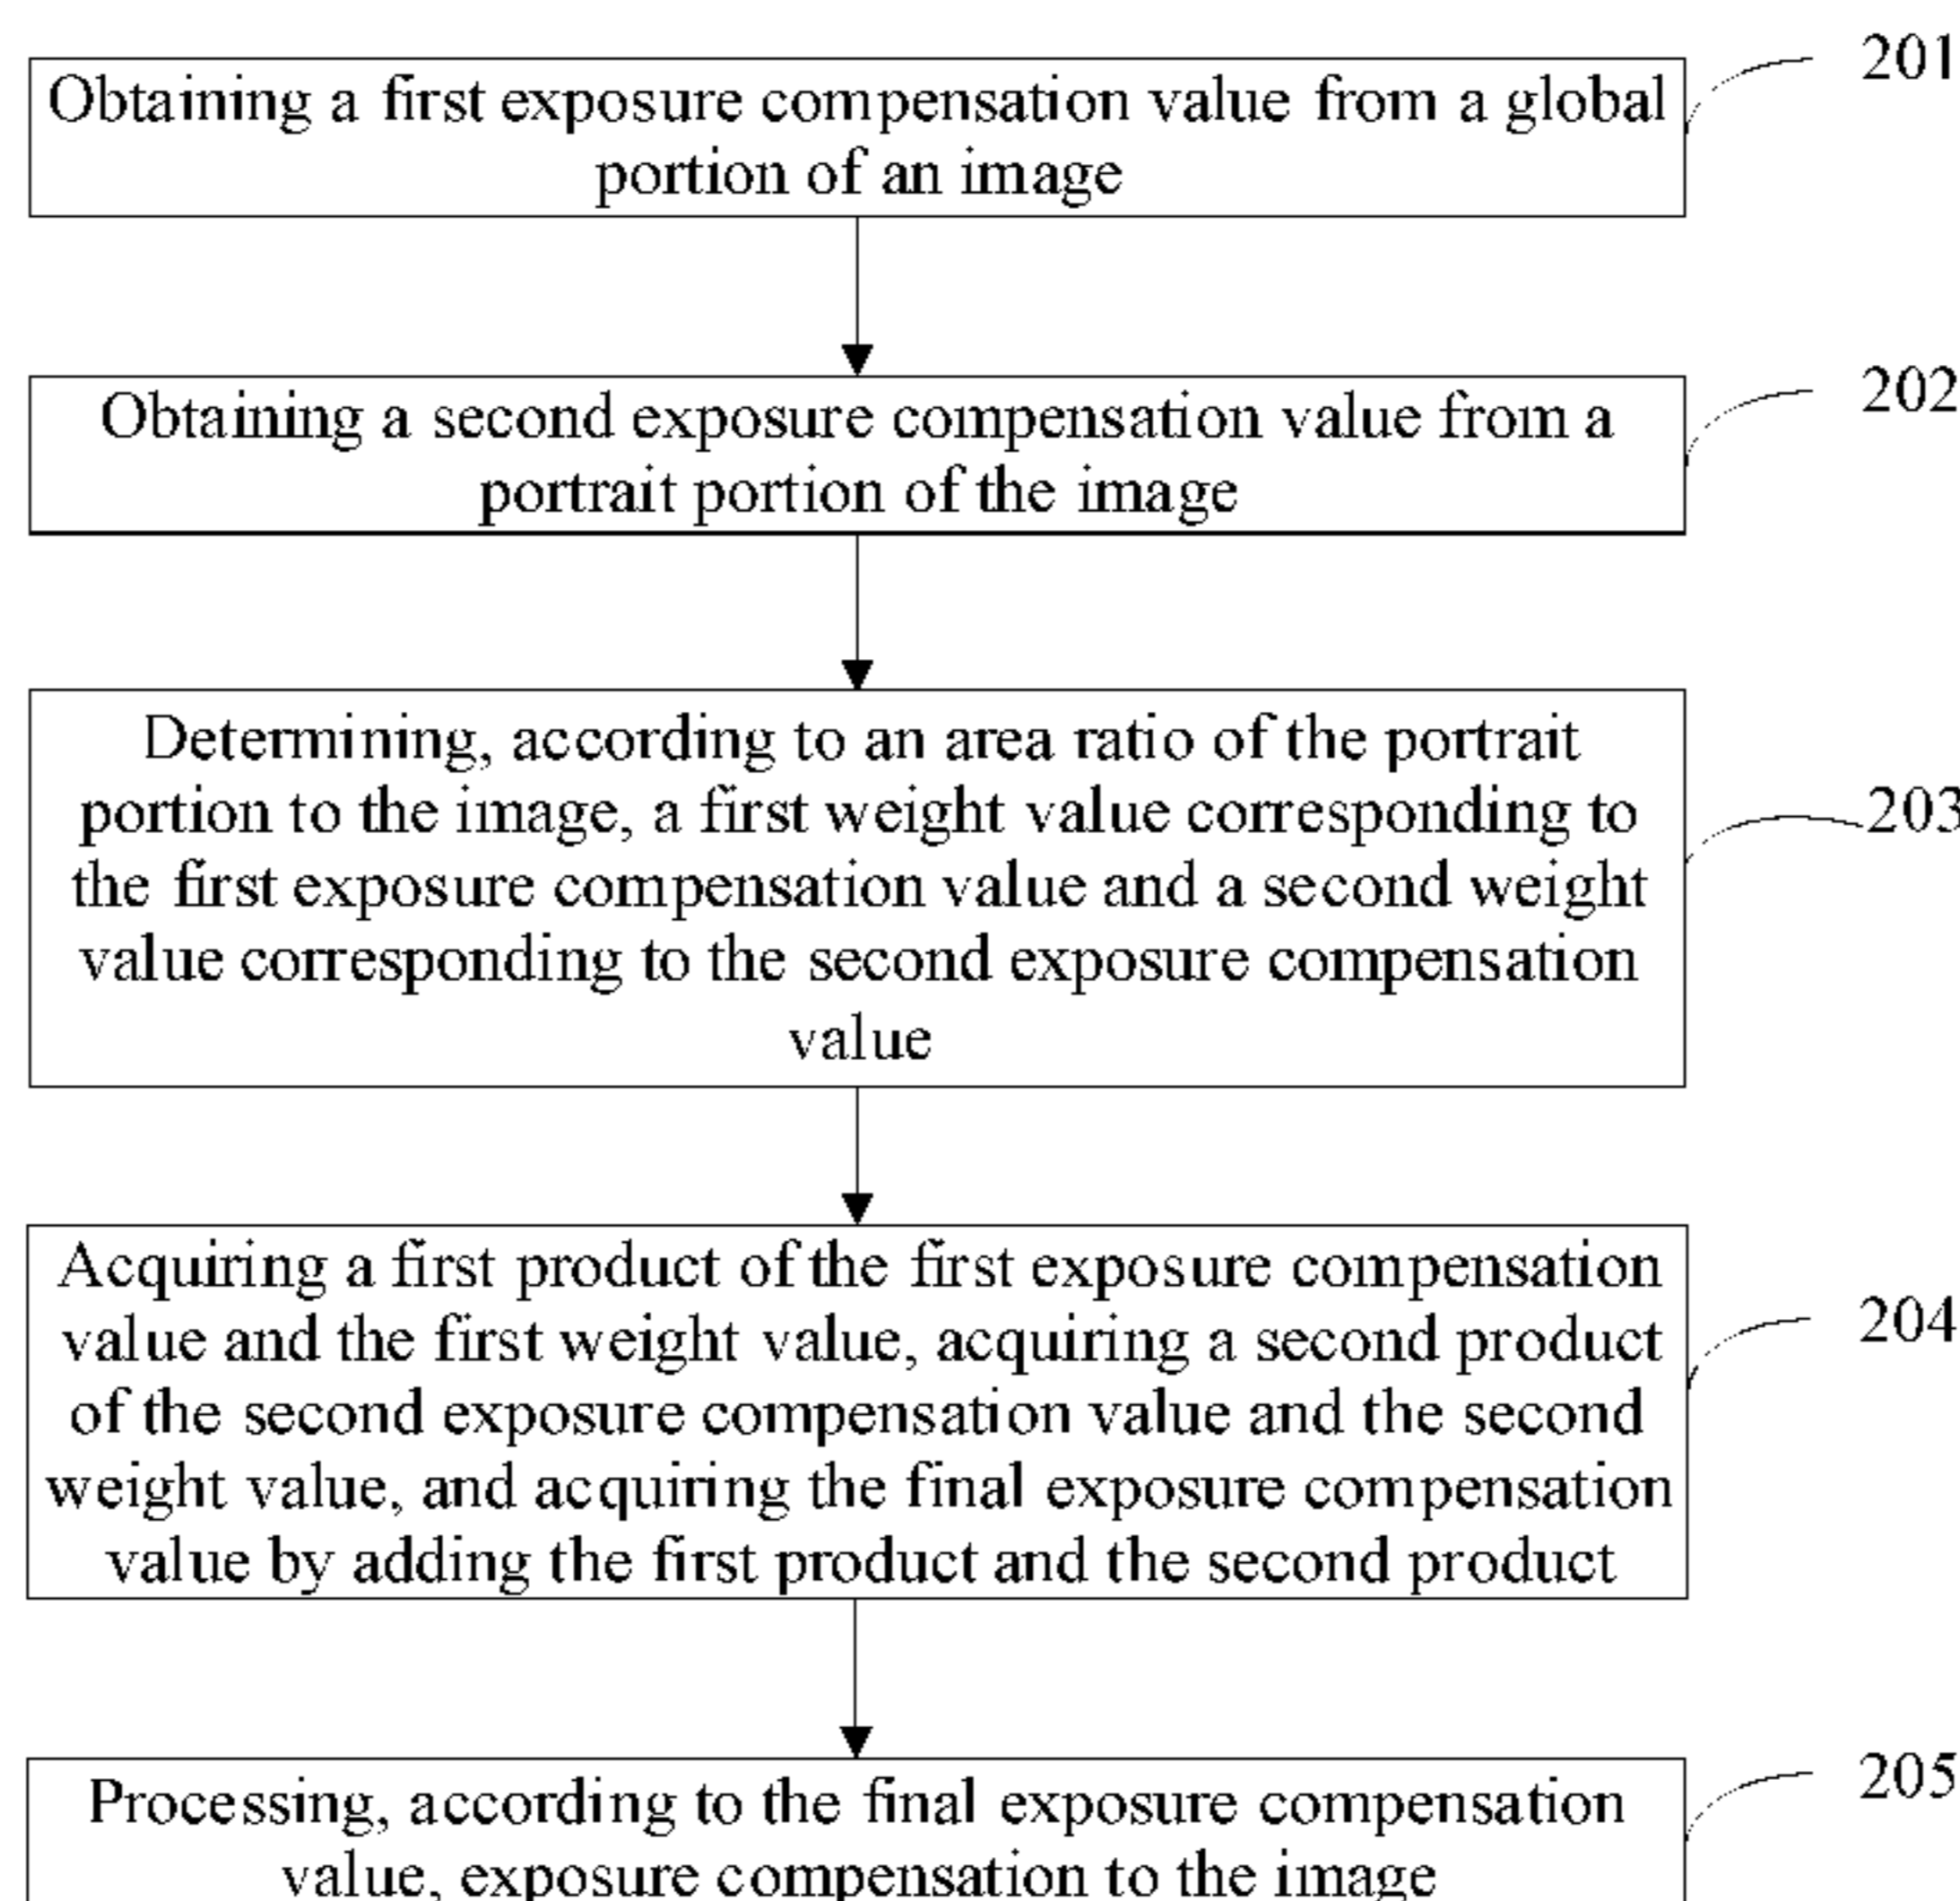 201
Obtaining a first exposure compensation value from a global
portion of an image
202
Obtaining a second exposure compensation value from a
portrait portion of the image
Determining, according to an area ratio of the portrait
portion to the image, a first weight value corresponding to
203
the first exposure compensation value and a second weight
value corresponding to the second exposure compensation
value
Acquiring a first product of the first exposure compensation
value and the first weight value, acquiring a second product
204
of the second exposure compensation value and the second
weight value, and acquiring the final exposure compensation
value by adding the first product and the second product
205
Processing, according to the final exposure compensation
value, exposure compensation to the image